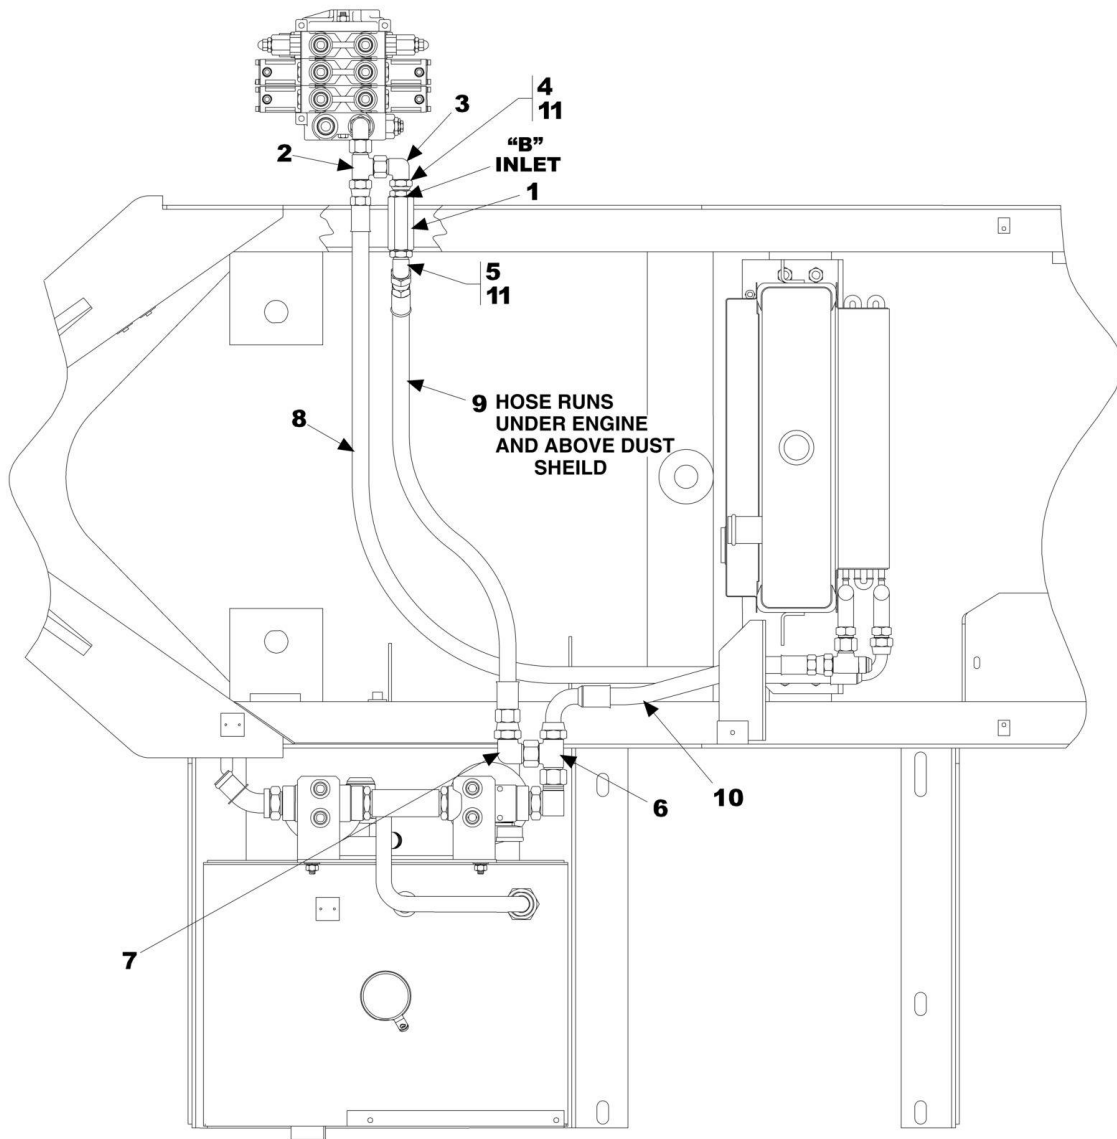 4
11
3
"B"
INLET
2
1
5
11
9 HOSE RUNS
UNDER ENGINE
AND ABOVE DUST
SHEILD
8
6
10
7